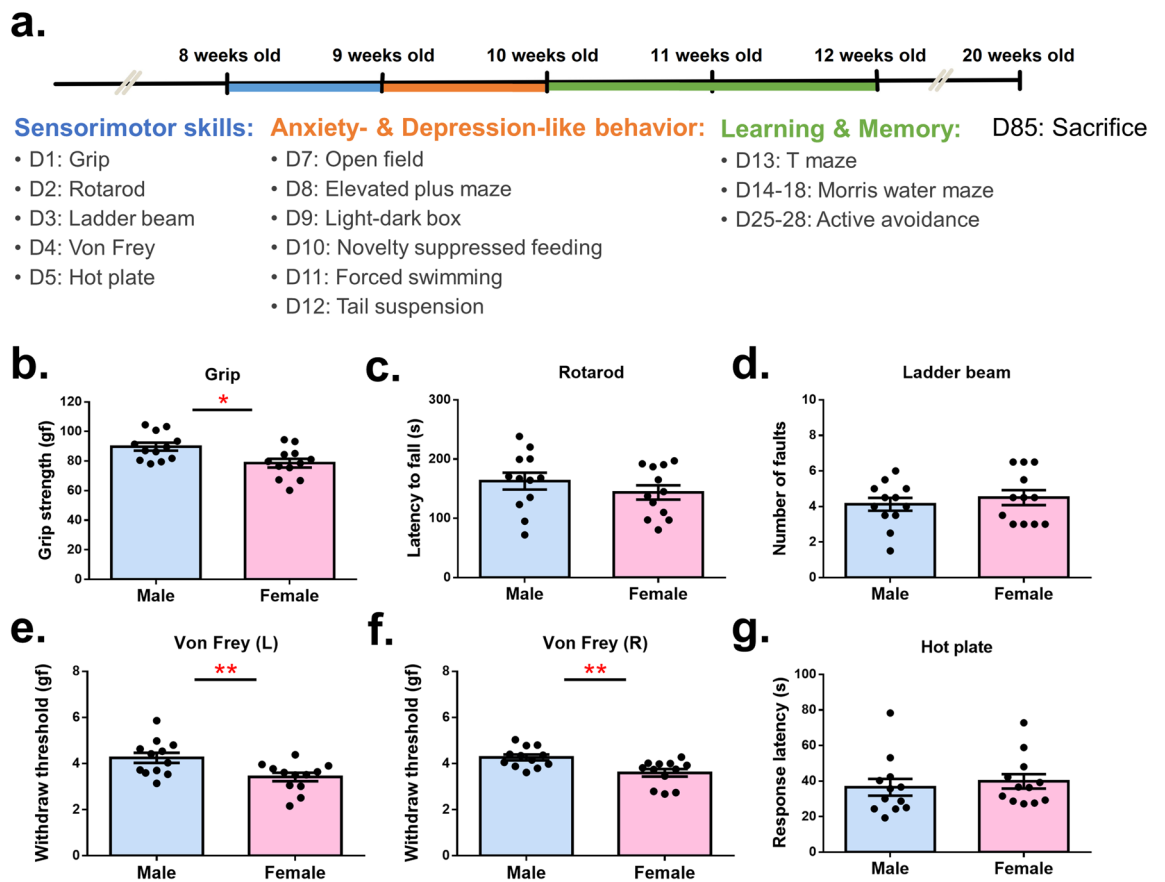 a.
8 weeks old 9 weeks old 10 weeks old 11 weeks old 12 weeks old 20 weeks old
Sensorimotor skills:
• D1: Grip
• D2: Rotarod
• D3: Ladder beam
• D4: Von Frey
• D5: Hot plate
Anxiety- & Depression-like behavior:
• D7: Open field
• D8: Elevated plus maze
• D9: Light-dark box
• D10: Novelty suppressed feeding
• D11: Forced swimming
• D12: Tail suspension
Learning & Memory:
• D13: T maze
• D14-18: Morris water maze
• D25-28: Active avoidance
D85: Sacrifice
b.
Grip
Grip strength (gf)
120
100
80
60
40
20
0
*
Male Female
c.
Rotarod
Latency to fall (s)
300
200
100
0
Male Female
d.
Ladder beam
Number of faults
10
8
6
4
2
0
Male Female
e.
Von Frey (L)
Withdraw threshold (gf)
8
6
4
2
0
**
Male Female
f.
Von Frey (R)
Withdraw threshold (gf)
8
6
4
2
0
**
Male Female
g.
Hot plate
Response latency (s)
100
80
60
40
20
0
Male Female